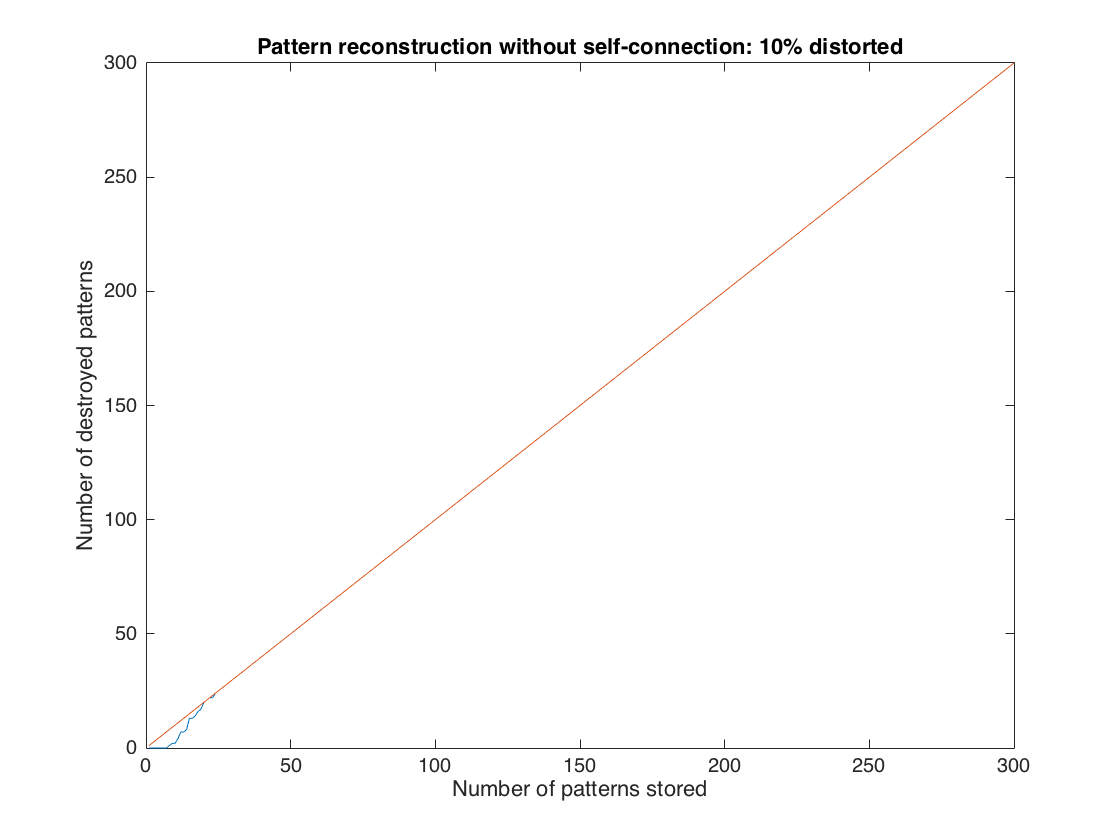 Pattern reconstruction without self-connection: 10% distorted
300
250
200
150
100
50
0
Number of destroyed patterns
0 50 100 150 200 250 300
Number of patterns stored